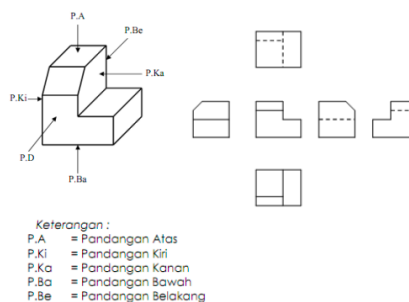 P.A
P.Be
P.Ka
P.Ki
P.D
P.Ba
Keterangan :
P.A = Pandangan Atas
P.Ki = Pandangan Kiri
P.Ka = Pandangan Kanan
P.Ba = Pandangan Bawah
P.Be = Pandangan Belakang